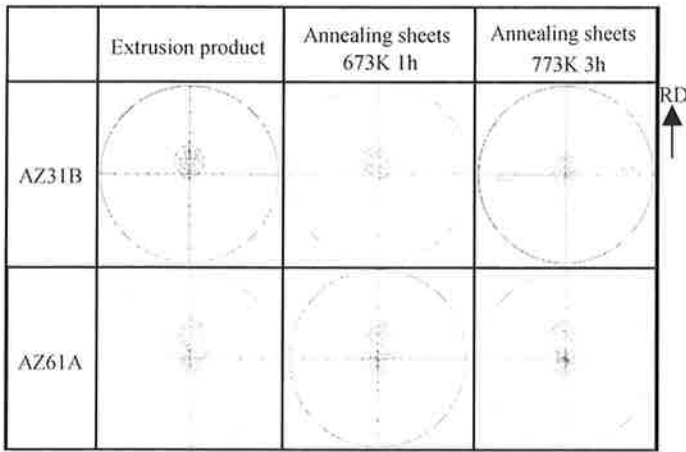 Extrusion product
Annealing sheets
673K 1h
Annealing sheets
773K 3h
RD
AZ31B
AZ61A